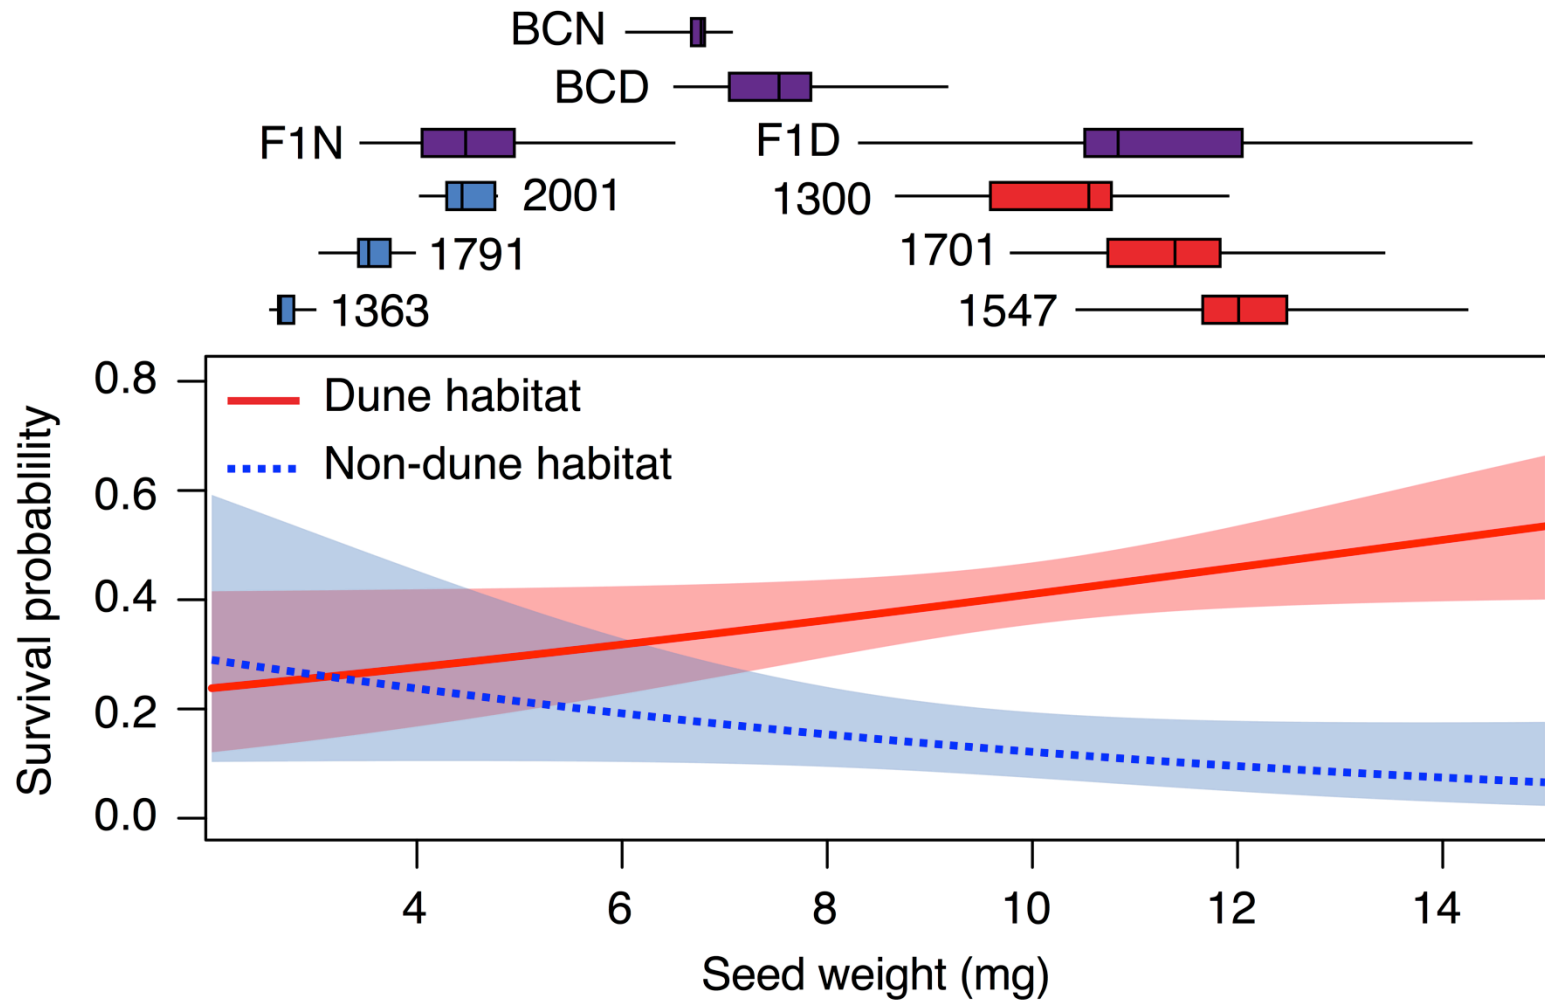 BCN
BCD
F1N
F1D
2001
1300
1791
1701
1363
1547
0.8
0.6
0.4
0.2
0.0
Survival probablility
Dune habitat
Non-dune habitat
4 6 8 10 12 14
Seed weight (mg)